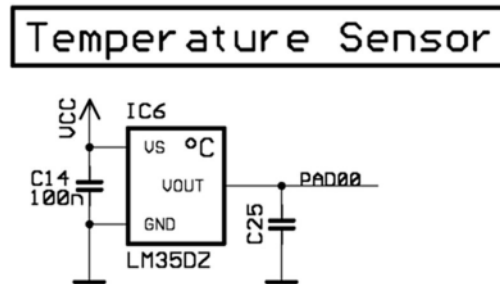 Temperature Sensor
VCC
IC6
VS
°C
C14
100n
VOUT
PAD00
GND
C25
LM35DZ